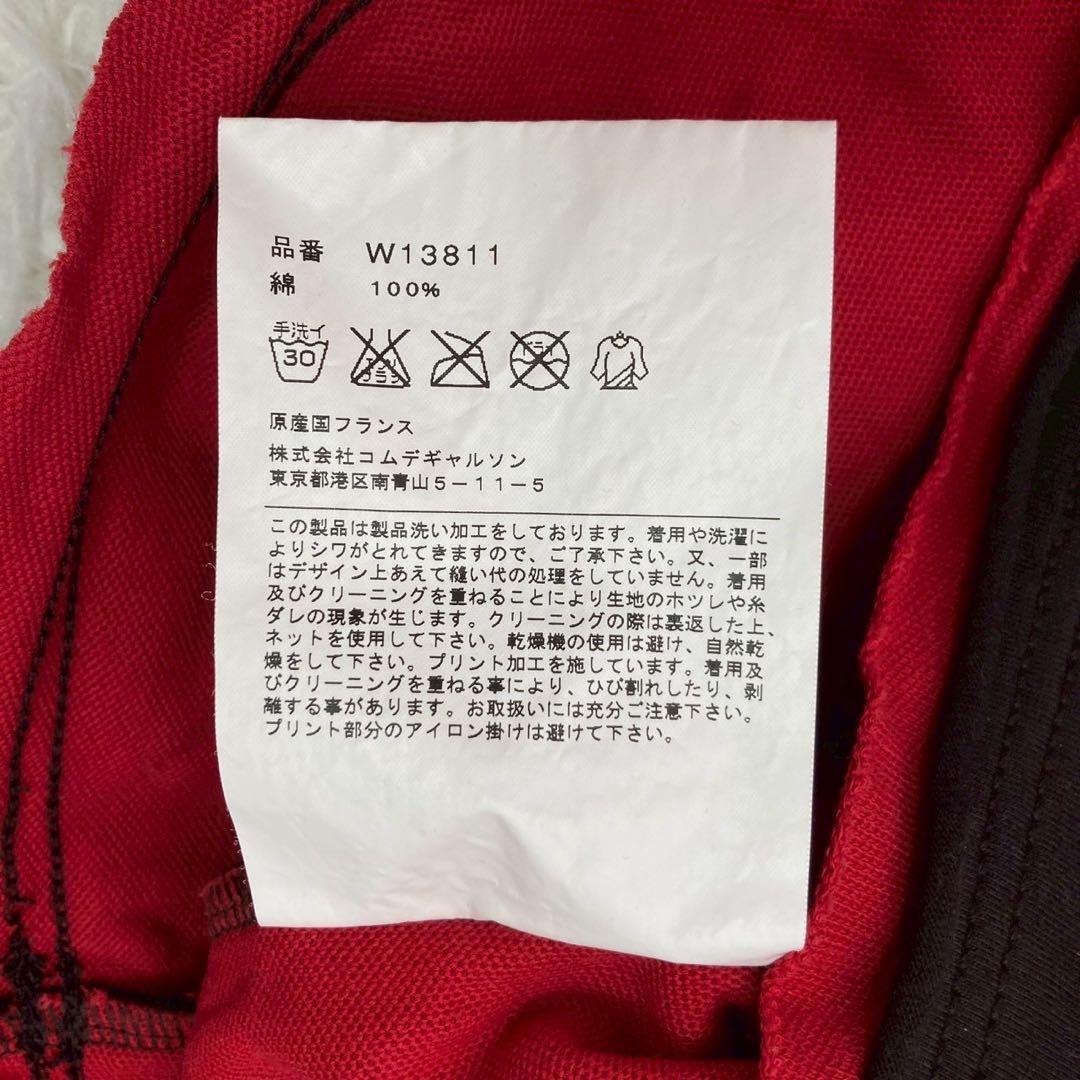 品番 W13811
綿 100%
手洗イ
30
エンソ
サラシ
ドライ
原産国フランス
株式会社コムデギャルソン
東京都港区南青山5-11-5
この製品は製品洗い加工をしております。着用や洗濯に
よりシワがとれてきますので、ご了承下さい。又、一部
はデザイン上あえて縫い代の処理をしていません。着用
及びクリーニングを重ねることにより生地のホツレや糸
ダレの現象が生じます。クリーニングの際は裏返した上、
ネットを使用して下さい。乾燥機の使用は避け、自然乾
燥をして下さい。プリント加工を施しています。着用及
びクリーニングを重ねる事により、ひび割れしたり、剥
離する事があります。お取扱いには充分ご注意下さい。
プリント部分のアイロン掛けは避けて下さい。